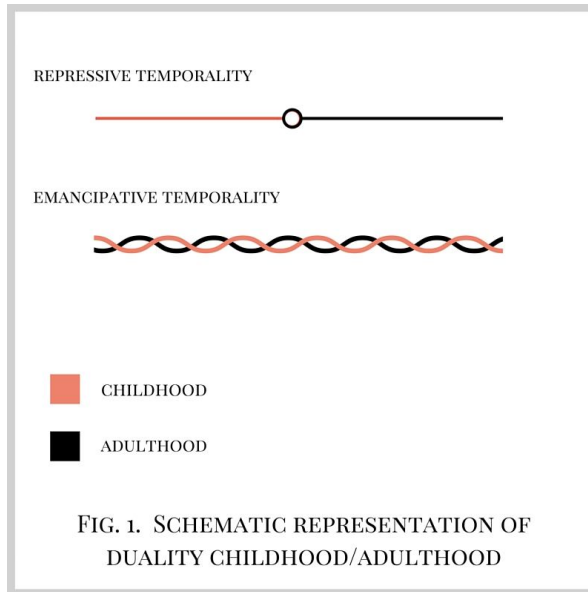 REPRESSIVE TEMPORALITY
EMANCIPATIVE TEMPORALITY
CHILDHOOD
ADULTHOOD
FIG. 1. SCHEMATIC REPRESENTATION OF
DUALITY CHILDHOOD/ADULTHOOD